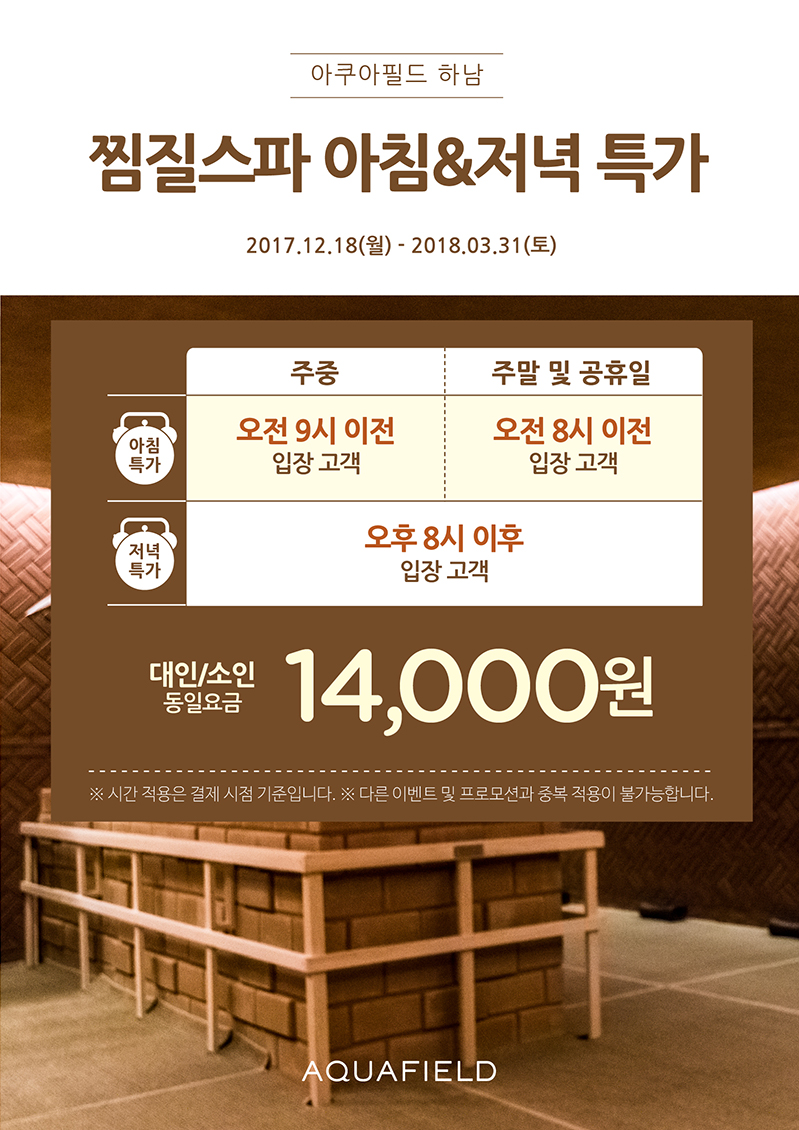 아쿠아필드 하남
찜질스파 아침&저녁 특가
2017.12.18(월) - 2018.03.31(토)
주중
주말 및 공휴일
아침
특가
오전 9시 이전
입장 고객
오전 8시 이전
입장 고객
저녁
특가
오후 8시 이후
입장 고객
대인/소인
동일요금
14,000원
※ 시간 적용은 결제 시점 기준입니다. ※ 다른 이벤트 및 프로모션과 중복 적용이 불가능합니다.
AQUAFIELD